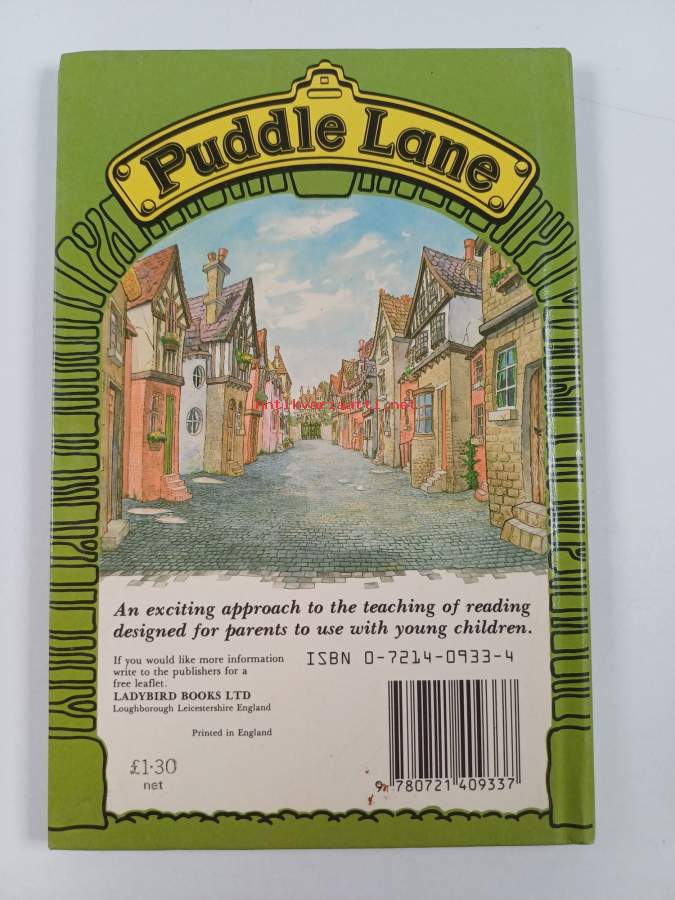 Puddle Lane
antikvariaatti.net
An exciting approach to the teaching of reading
designed for parents to use with young children.
If you would like more information
write to the publishers for a
free leaflet.
LADYBIRD BOOKS LTD
Loughborough Leicestershire England
Printed in England
£1·30
net
ISBN 0-7214-0933-4
9 780721 409337